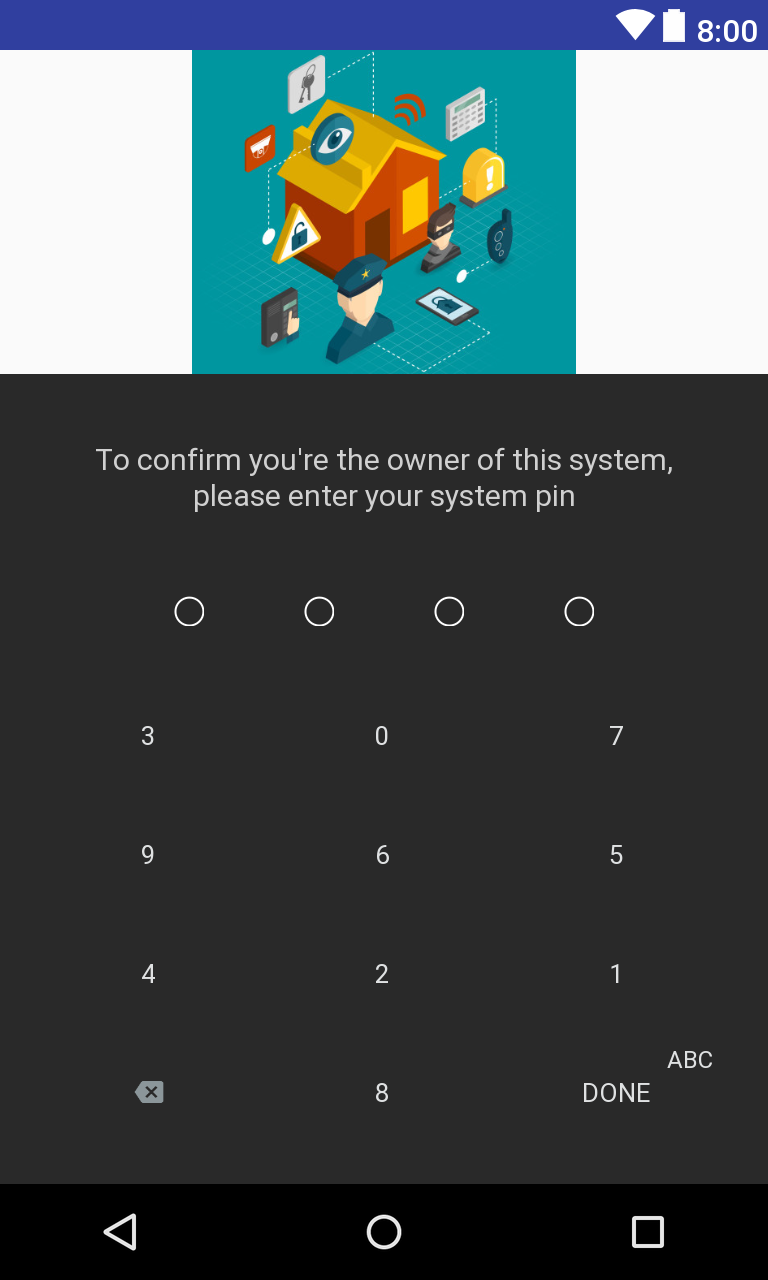 8:00
To confirm you're the owner of this system,
please enter your system pin
3 0 7
9 6 5
4 2 1
ABC
8 DONE